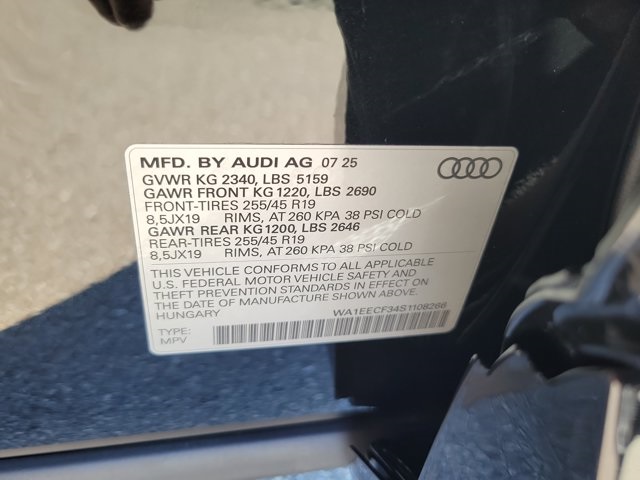 MFD. BY AUDI AG 07 25
GVWR KG 2340, LBS 5159
GAWR FRONT KG 1220, LBS 2690
FRONT-TIRES 255/45 R19
8,5JX19 RIMS, AT 260 KPA 38 PSI COLD
GAWR REAR KG1200, LBS 2646
REAR-TIRES 255/45 R19
8,5JX19 RIMS, AT 260 KPA 38 PSI COLD
THIS VEHICLE CONFORMS TO ALL APPLICABLE
U.S. FEDERAL MOTOR VEHICLE SAFETY AND
THEFT PREVENTION STANDARDS IN EFFECT ON
THE DATE OF MANUFACTURE SHOWN ABOVE.
HUNGARY WA1EECF34S1108266
TYPE:
MPV